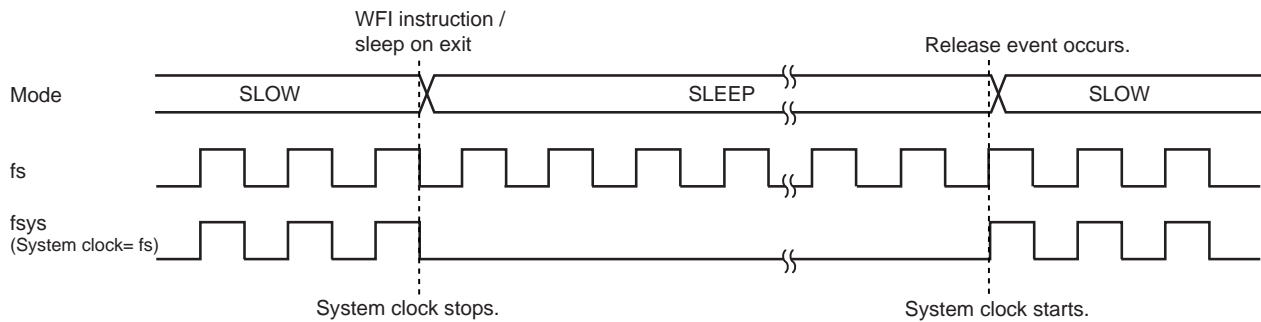 WFI instruction /
sleep on exit
Release event occurs.
Mode
SLOW
SLEEP
SLOW
fs
fsys
(System clock= fs)
System clock stops.
System clock starts.